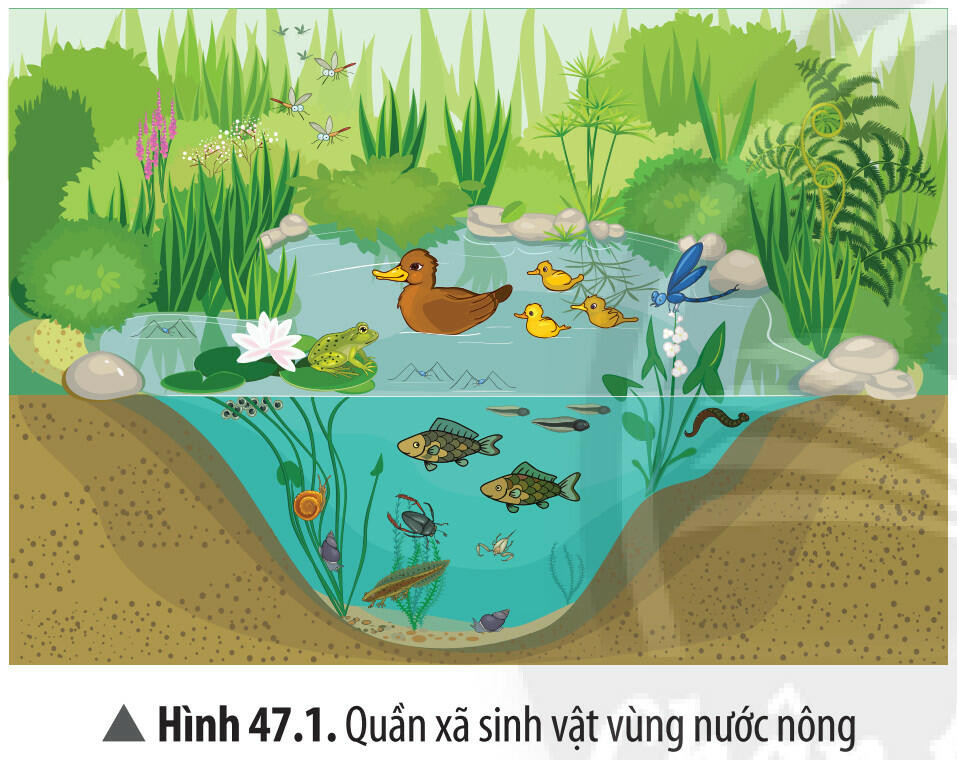 ▲ Hình 47.1. Quần xã sinh vật vùng nước nông